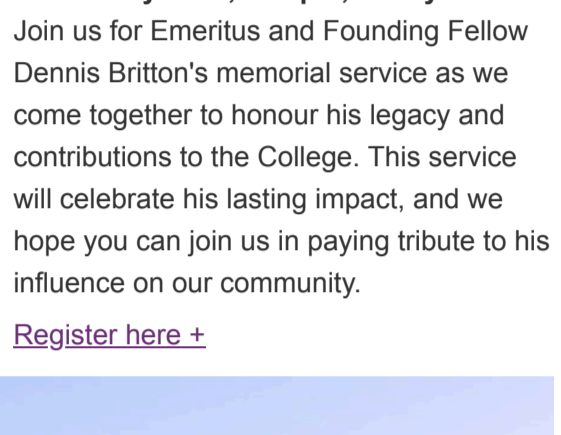 Join us for Emeritus and Founding Fellow
Dennis Britton's memorial service as we
come together to honour his legacy and
contributions to the College. This service
will celebrate his lasting impact, and we
hope you can join us in paying tribute to his
influence on our community.
Register here +